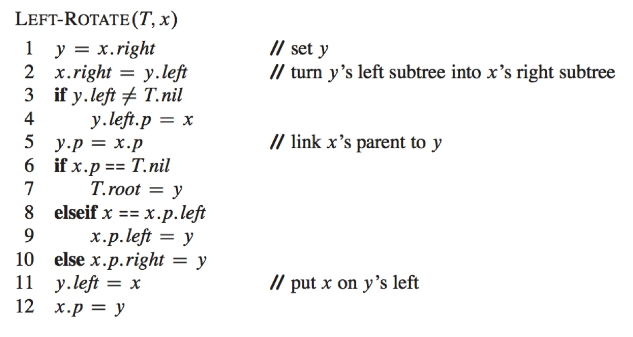 LEFT-ROTATE(T, x)
1 y = x.right // set y
2 x.right = y.left // turn y's left subtree into x's right subtree
3 if y.left ≠ T.nil
4 y.left.p = x
5 y.p = x.p // link x's parent to y
6 if x.p == T.nil
7 T.root = y
8 elseif x == x.p.left
9 x.p.left = y
10 else x.p.right = y
11 y.left = x // put x on y's left
12 x.p = y